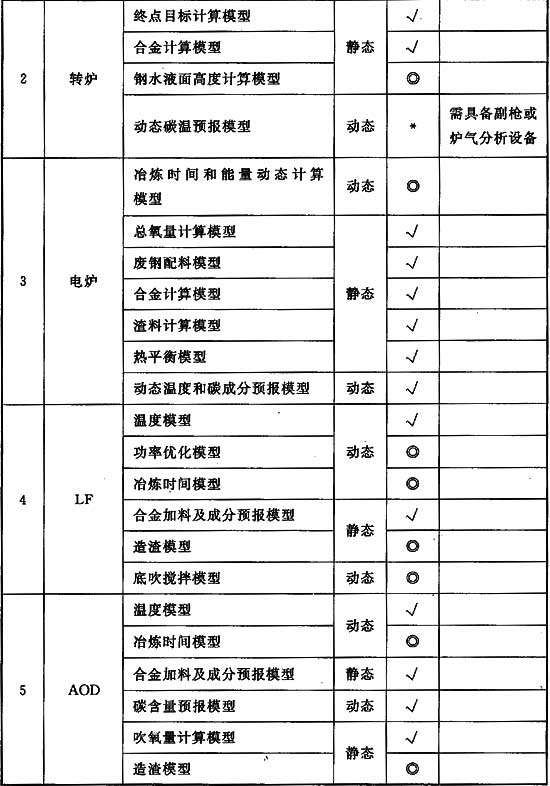 终点目标计算模型 √
合金计算模型 静态 √
2 转炉 钢水液面高度计算模型 ◎
动态碳温预报模型 动态 * 需具备副枪或
炉气分析设备
冶炼时间和能量动态计算 动态 ◎
模型
总氧量计算模型 √
废钢配料模型 √
3 电炉 合金计算模型 静态 √
渣料计算模型 √
热平衡模型 √
动态温度和碳成分预报模型 动态 √
温度模型 √
功率优化模型 动态 ◎
冶炼时间模型 ◎
4 LF 合金加料及成分预报模型 静态 √
造渣模型 ◎
底吹搅拌模型 动态 ◎
温度模型 动态 √
冶炼时间模型 ◎
合金加料及成分预报模型 静态 √
5 AOD 碳含量预报模型 动态 √
吹氧量计算模型 静态 √
造渣模型 ◎